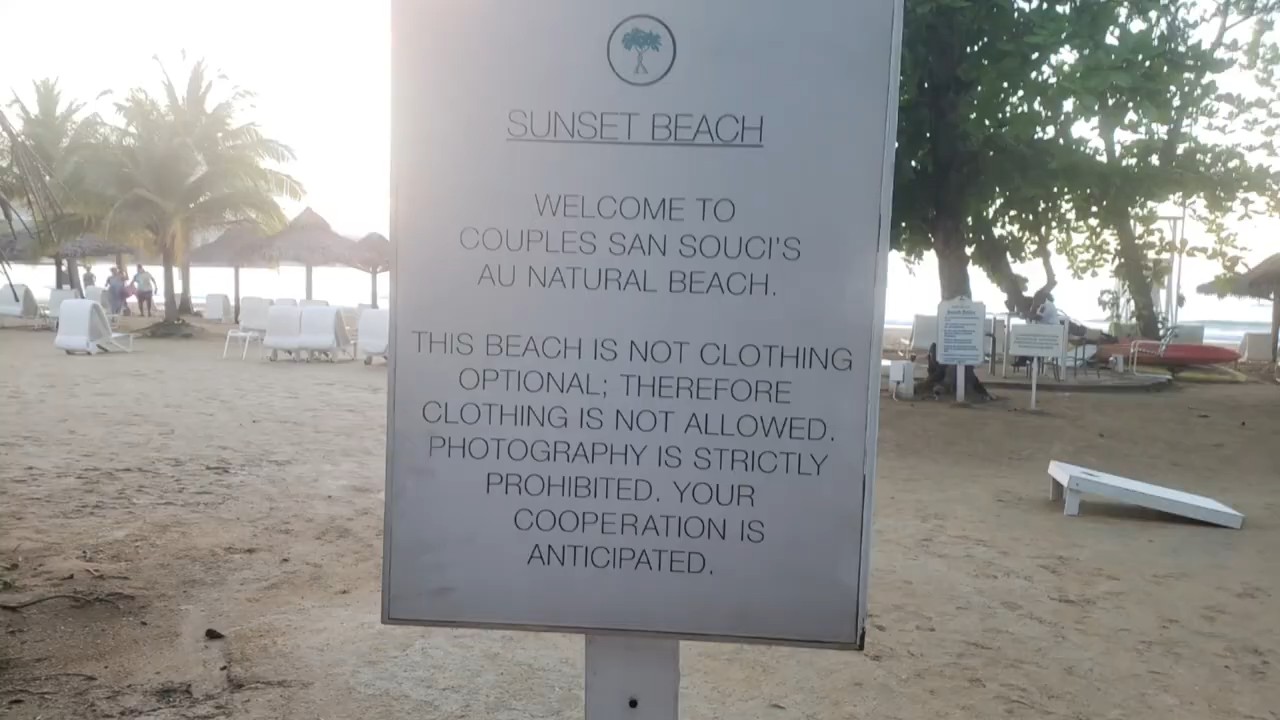 SUNSET BEACH
WELCOME TO
COUPLES SAN SOUCI'S
AU NATURAL BEACH.
THIS BEACH IS NOT CLOTHING
OPTIONAL; THEREFORE
CLOTHING IS NOT ALLOWED.
PHOTOGRAPHY IS STRICTLY
PROHIBITED. YOUR
COOPERATION IS
ANTICIPATED.